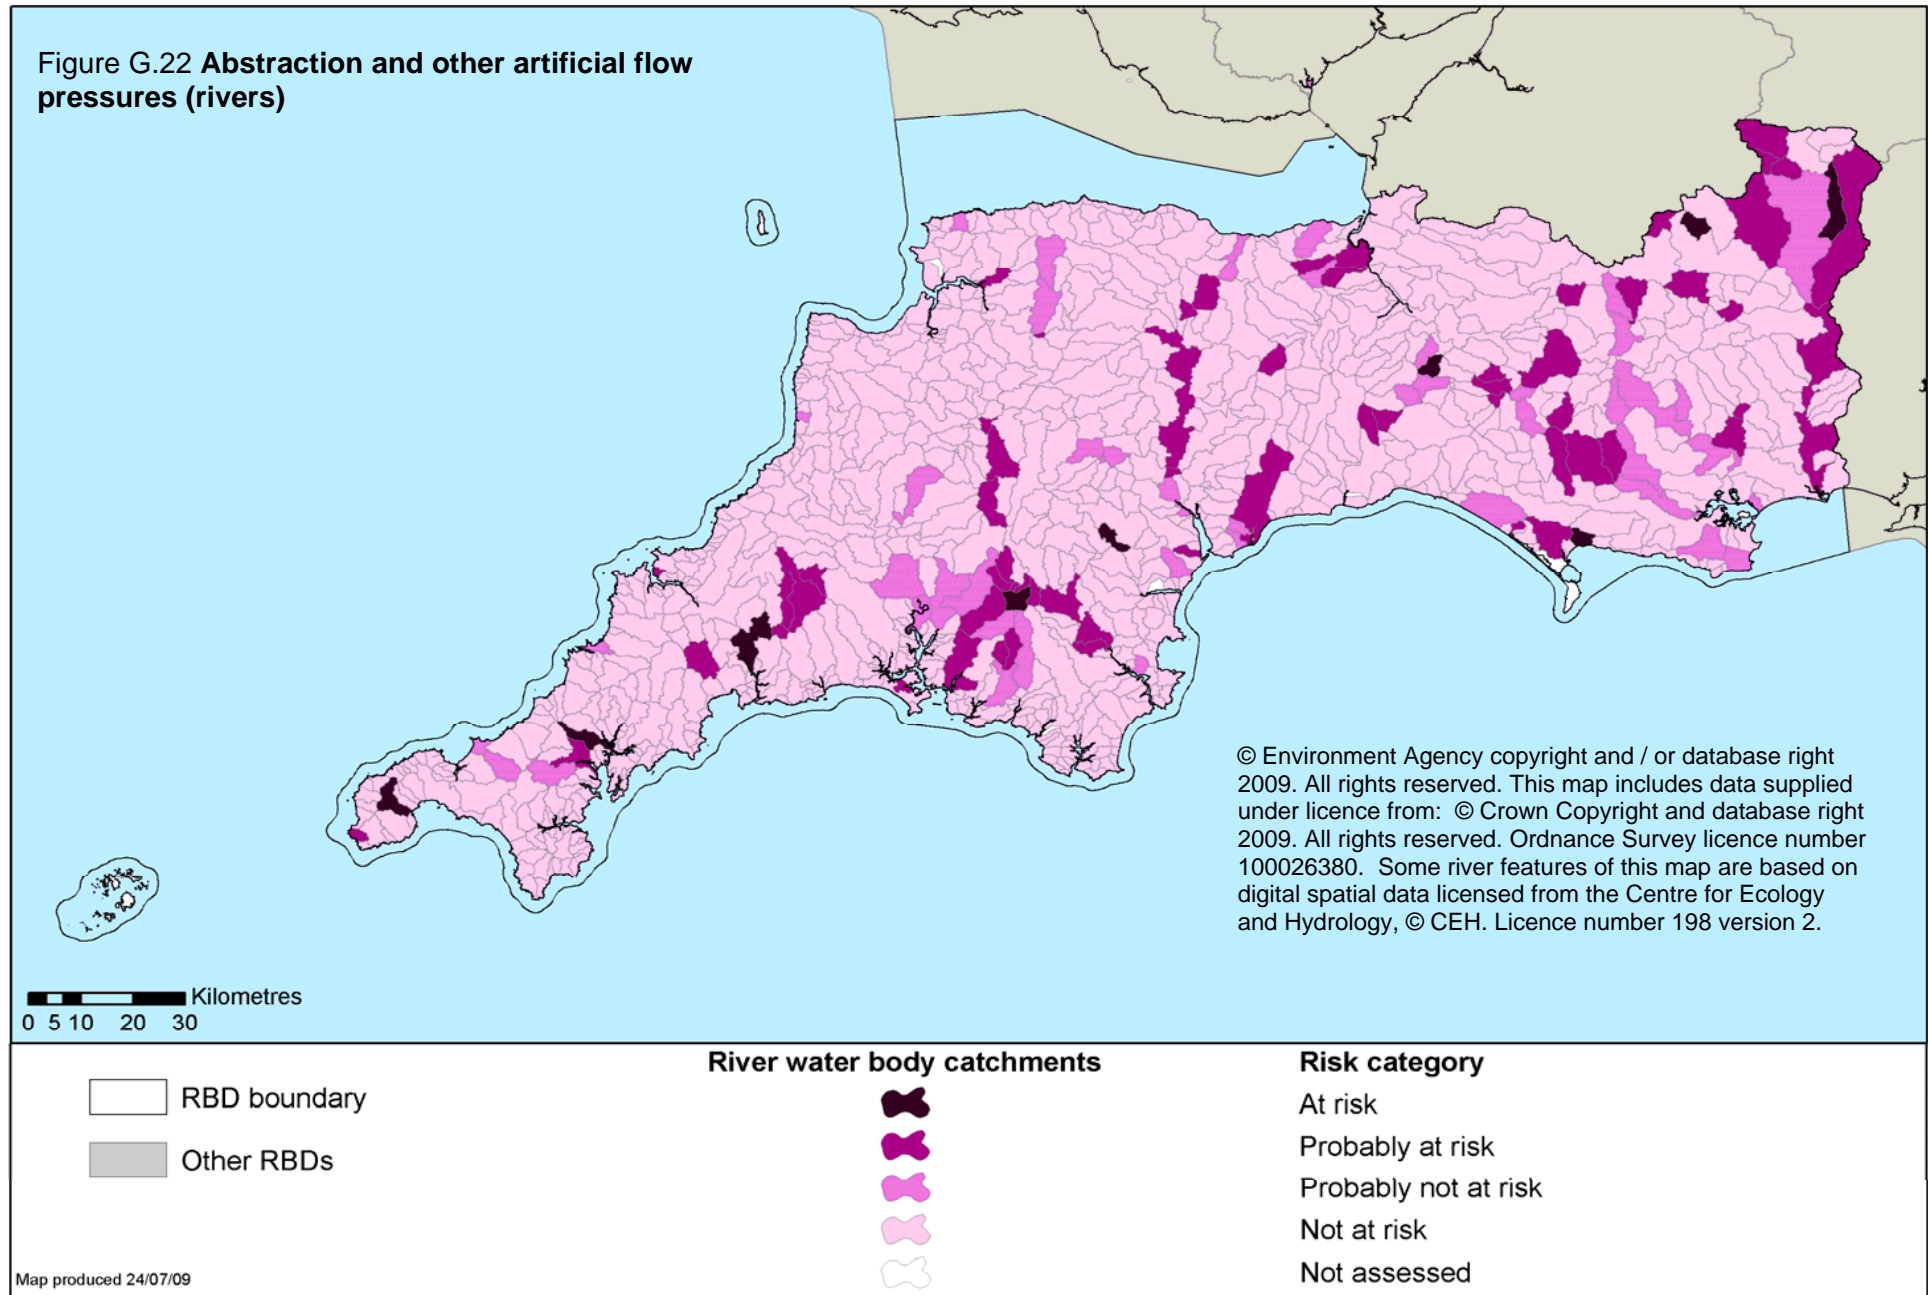 Figure G.22 Abstraction and other artificial flow
pressures (rivers)
© Environment Agency copyright and / or database right
2009. All rights reserved. This map includes data supplied
under licence from: © Crown Copyright and database right
2009. All rights reserved. Ordnance Survey licence number
100026380. Some river features of this map are based on
digital spatial data licensed from the Centre for Ecology
and Hydrology, © CEH. Licence number 198 version 2.
Kilometres
0 5 10 20 30
River water body catchments
Risk category
RBD boundary
Other RBDs
At risk
Probably at risk
Probably not at risk
Not at risk
Not assessed
Map produced 24/07/09